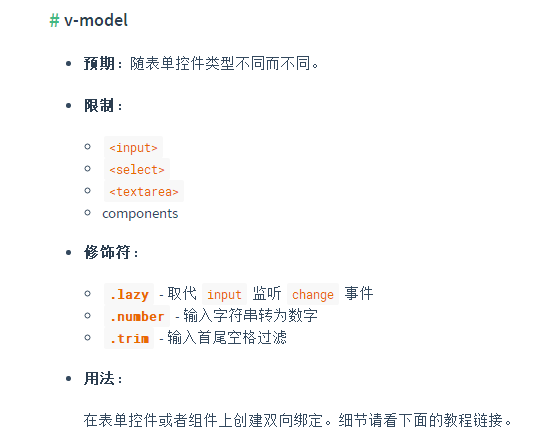 # v-model
预期：随表单控件类型不同而不同。
限制：
<input>
<select>
<textarea>
components
修饰符：
.lazy - 取代 input 监听 change 事件
.number - 输入字符串转为数字
.trim - 输入首尾空格过滤
用法：
在表单控件或者组件上创建双向绑定。细节请看下面的教程链接。